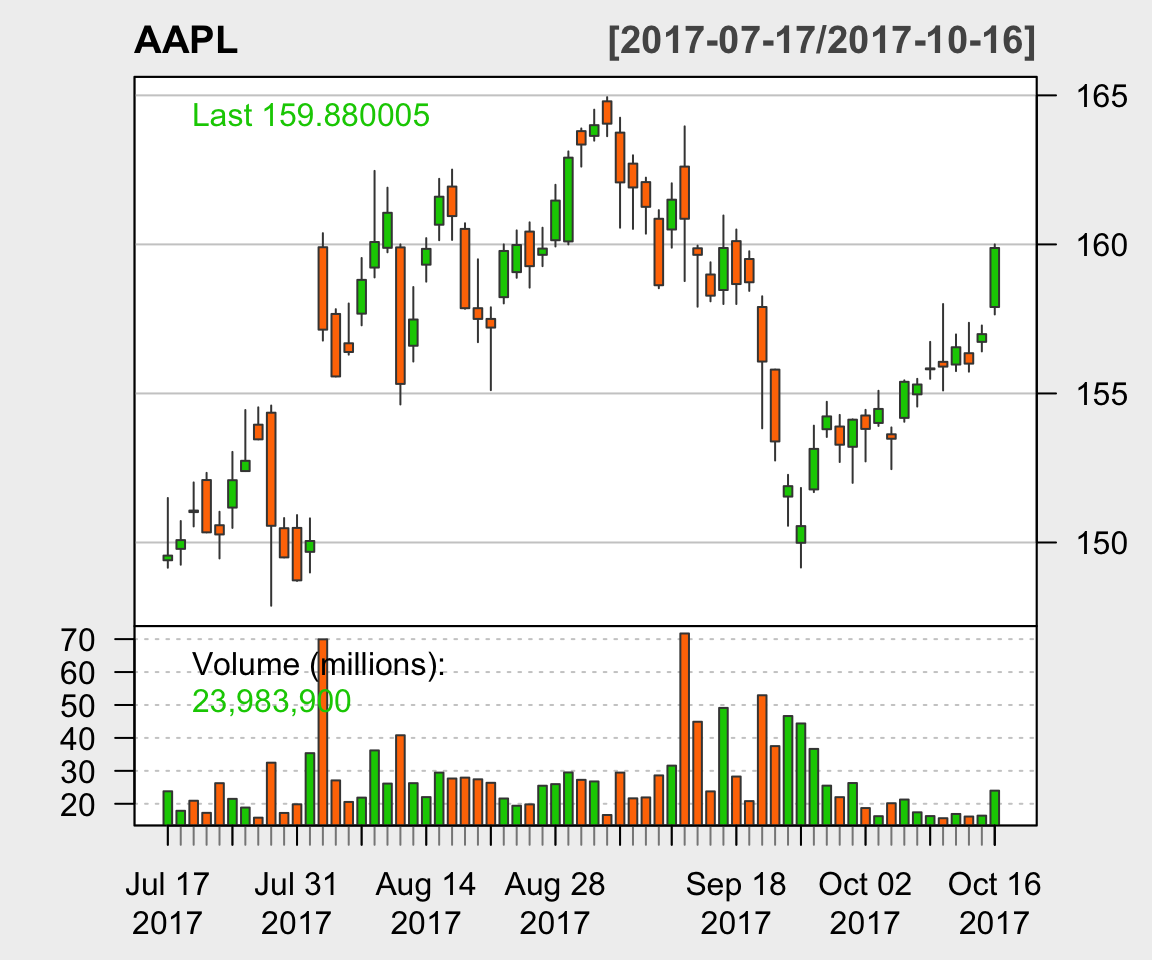 AAPL [2017-07-17/2017-10-16]
Last 159.880005
165
160
155
150
Volume (millions):
23,983,900
70
60
50
40
30
20
Jul 17 Jul 31 Aug 14 Aug 28 Sep 18 Oct 02 Oct 16
2017 2017 2017 2017 2017 2017 2017